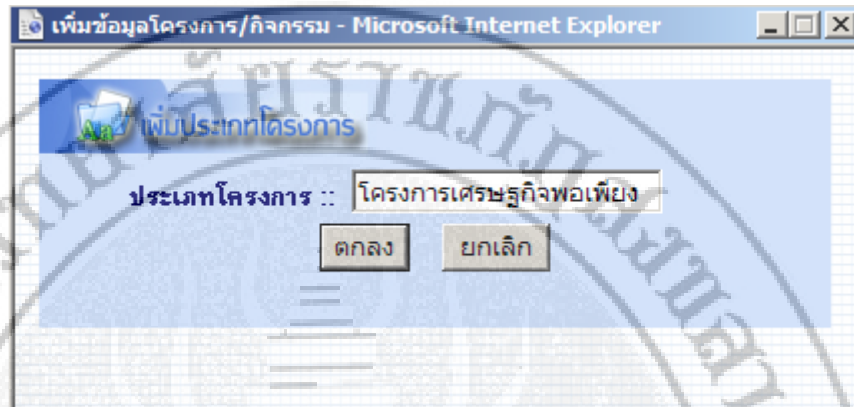 เพิ่มข้อมูลโครงการ/กิจกรรม - Microsoft Internet Explorer
เพิ่มประเภทโครงการ
ประเภทโครงการ :: โครงการเศรษฐกิจพอเพียง
ตกลง ยกเลิก